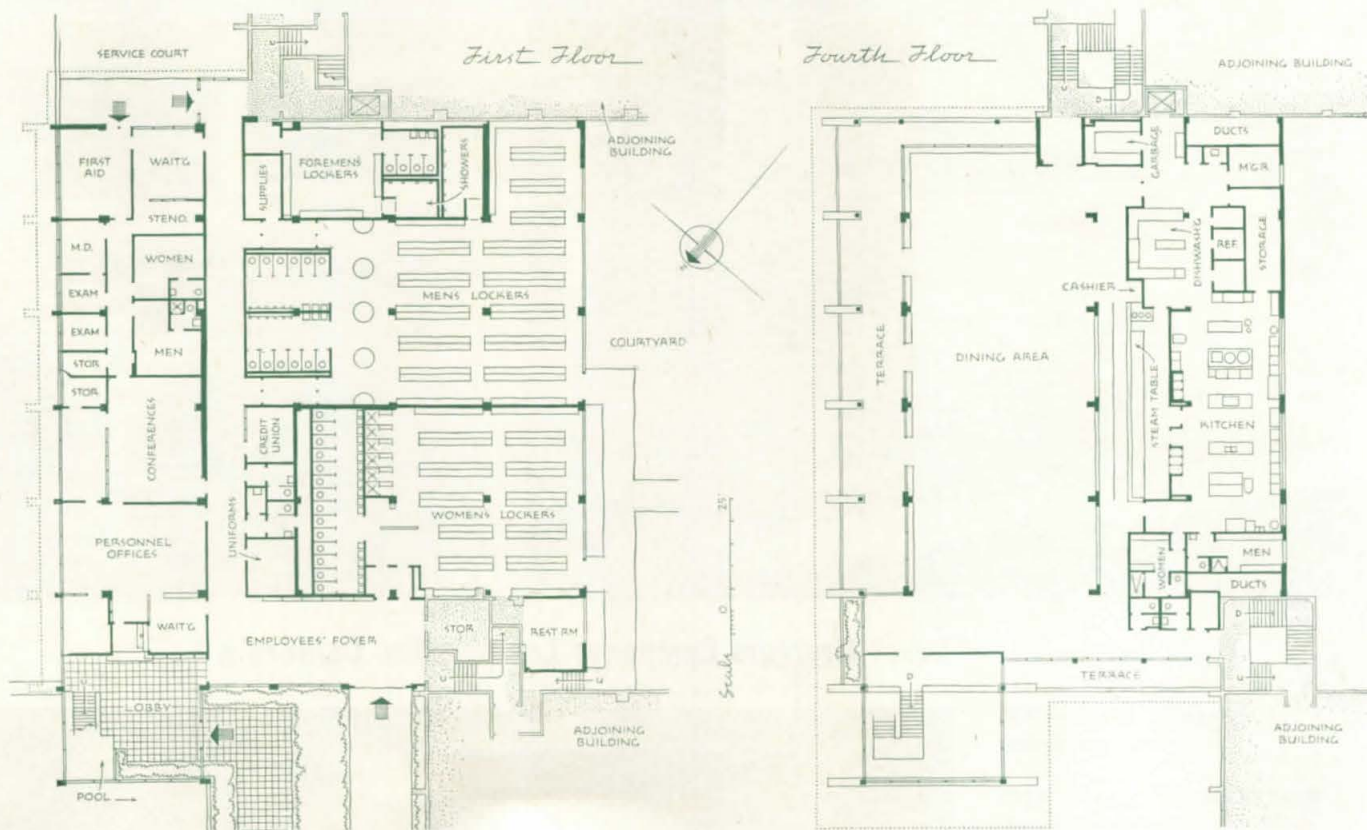 First Floor
SERVICE COURT
ADJOINING
BUILDING
FIRST
AID
WAIT'G
SUPPLIES
FOREMENS
LOCKERS
SHOWERS
STENO.
M.D.
WOMEN
EXAM
EXAM
MEN
STOR
STOR
MENS LOCKERS
COURTYARD
CONFERENCES
CREDIT
UNION
UNIFORMS
WOMENS LOCKERS
PERSONNEL
OFFICES
WAIT'G
EMPLOYEES' FOYER
STOR
REST RM
U
U
U
LOBBY
POOL
ADJOINING
BUILDING
Scale 0 25'
Fourth Floor
ADJOINING BUILDING
U
D
GARBAGE
DUCTS
MGR
DISHWASH'G
REF
STORAGE
CASHIER
TERRACE
DINING AREA
STEAM TABLE
KITCHEN
WOMEN
MEN
DUCTS
D
D
TERRACE
ADJOINING
BUILDING